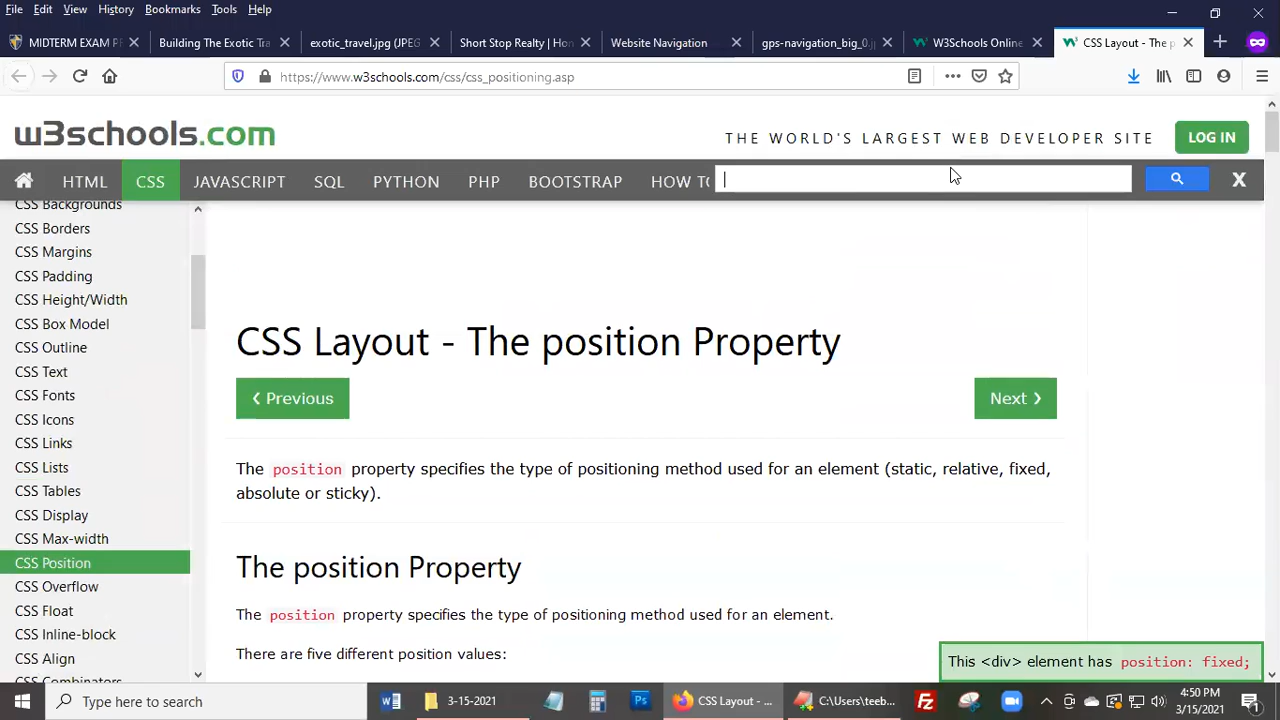 File Edit View History Bookmarks Tools Help
MIDTERM EXAM P
Building The Exotic Tra
exotic_travel.jpg (JPEG
Short Stop Realty | Ho
Website Navigation
gps-navigation_big_0.j
W3Schools Online
CSS Layout - The p
https://www.w3schools.com/css/css_positioning.asp
w3schools.com
THE WORLD'S LARGEST WEB DEVELOPER SITE
LOG IN
HTML CSS JAVASCRIPT SQL PYTHON PHP BOOTSTRAP HOW TO
X
CSS Backgrounds
CSS Borders
CSS Margins
CSS Padding
CSS Height/Width
CSS Box Model
CSS Outline
CSS Text
CSS Fonts
CSS Icons
CSS Links
CSS Lists
CSS Tables
CSS Display
CSS Max-width
CSS Position
CSS Overflow
CSS Float
CSS Inline-block
CSS Align
CSS Combinators
CSS Layout - The position Property
❮ Previous
Next ❯
The position property specifies the type of positioning method used for an element (static, relative, fixed,
absolute or sticky).
The position Property
The position property specifies the type of positioning method used for an element.
There are five different position values:
This <div> element has position: fixed;
Type here to search
3-15-2021
CSS Layout - ...
C:\Users\teeb...
4:50 PM
3/15/2021
1